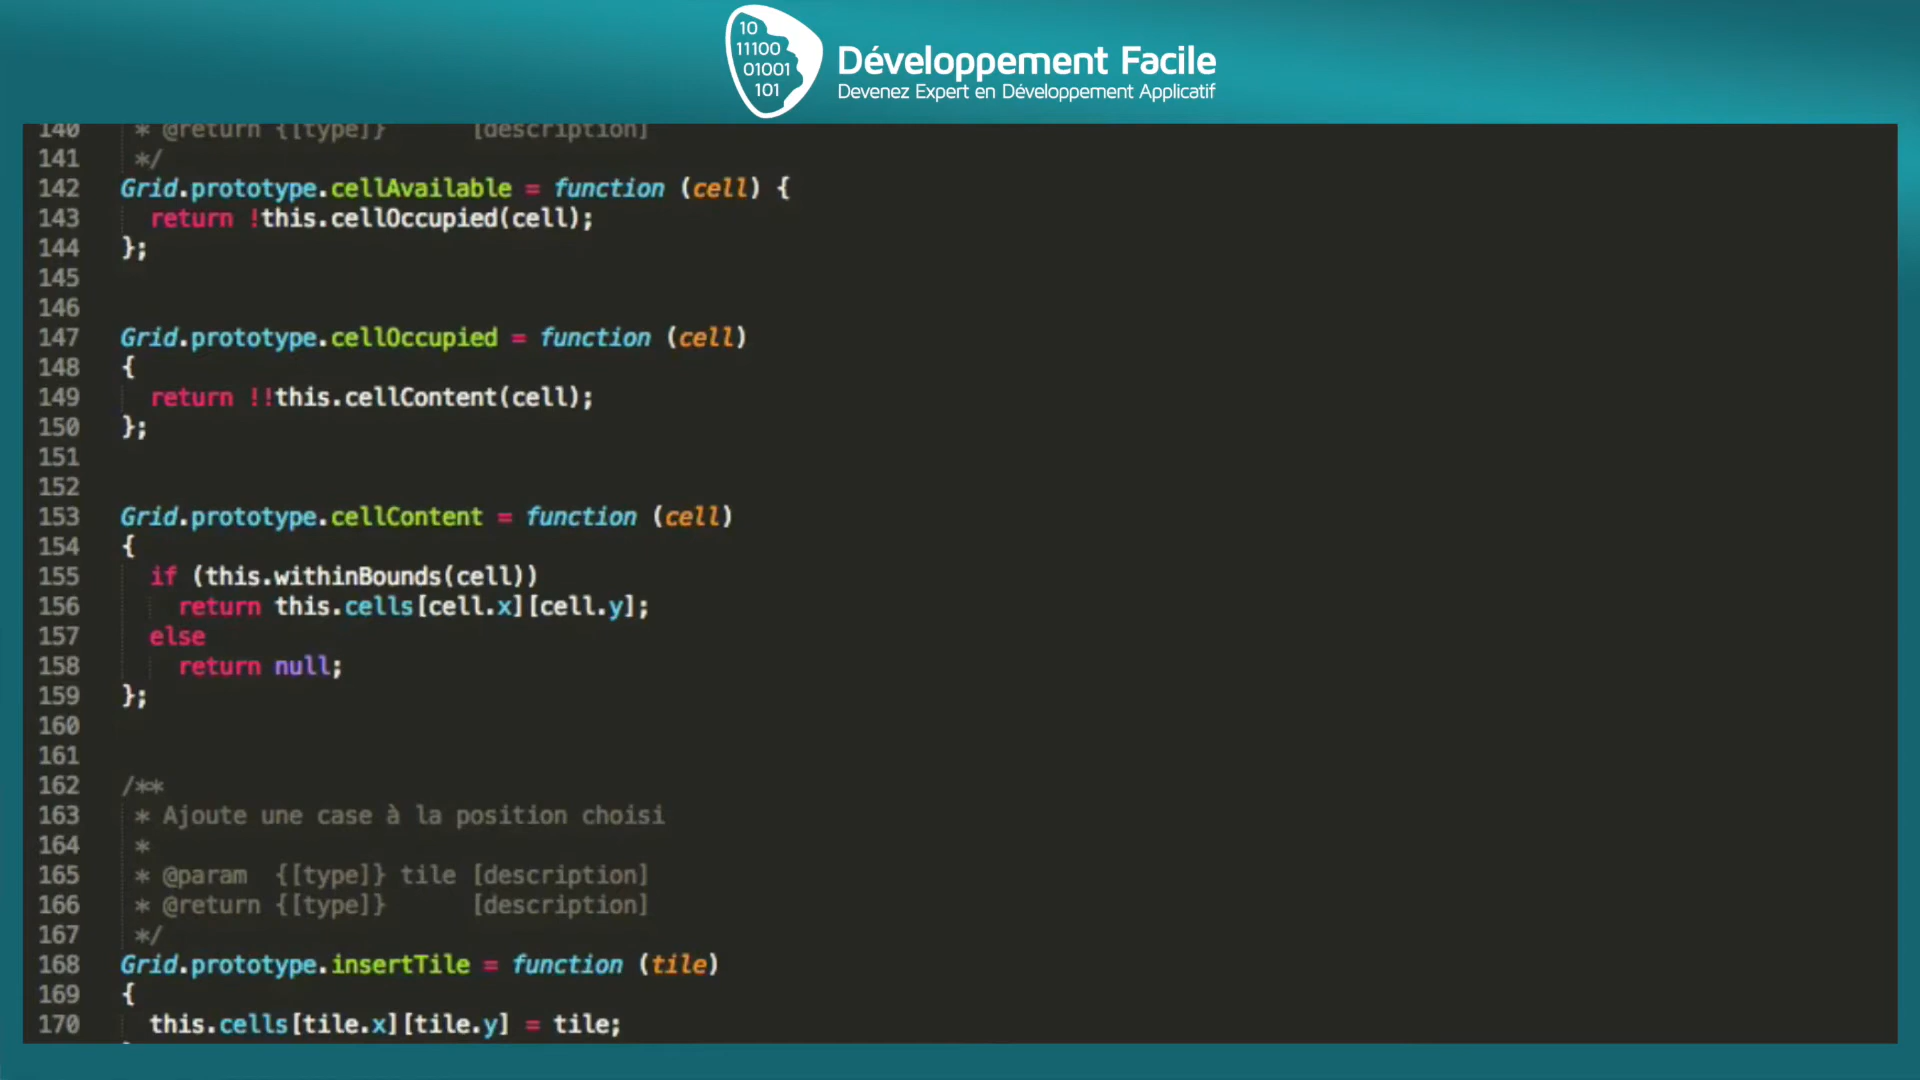 10
11100
01001
101
Développement Facile
Devenez Expert en Développement Applicatif
140 * @return {[type]} [description]
141 */
142 Grid.prototype.cellAvailable = function (cell) {
143 return !this.cellOccupied(cell);
144 };
145
146
147 Grid.prototype.cellOccupied = function (cell)
148 {
149 return !!this.cellContent(cell);
150 };
151
152
153 Grid.prototype.cellContent = function (cell)
154 {
155 if (this.withinBounds(cell))
156 return this.cells[cell.x][cell.y];
157 else
158 return null;
159 };
160
161
162 /**
163 * Ajoute une case à la position choisi
164 *
165 * @param {[type]} tile [description]
166 * @return {[type]} [description]
167 */
168 Grid.prototype.insertTile = function (tile)
169 {
170 this.cells[tile.x][tile.y] = tile;